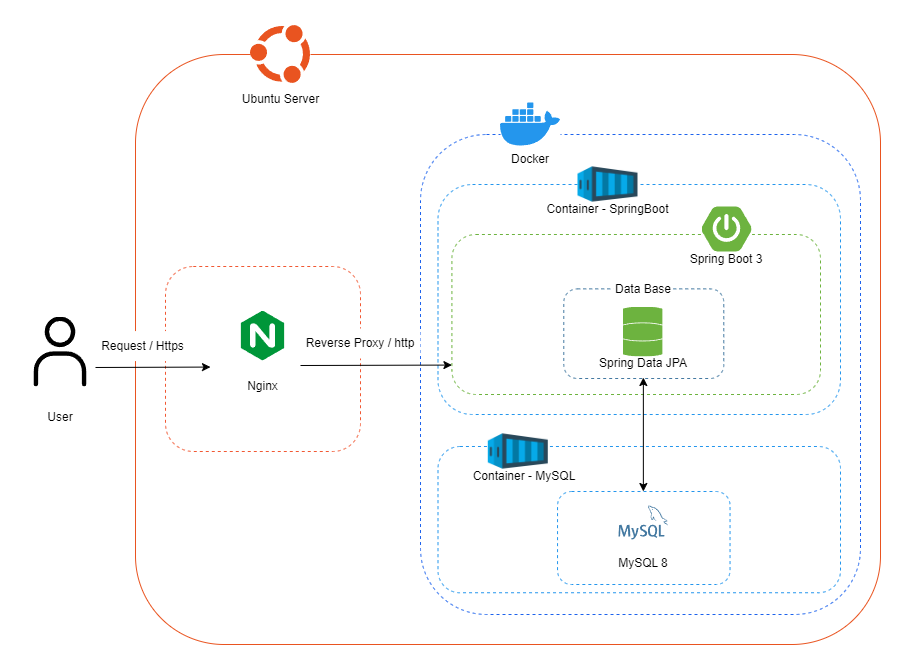 Ubuntu Server
Docker
Container - SpringBoot
Spring Boot 3
Data Base
Spring Data JPA
Request / Https
Reverse Proxy / http
N
Nginx
User
Container - MySQL
MySQL
MySQL 8